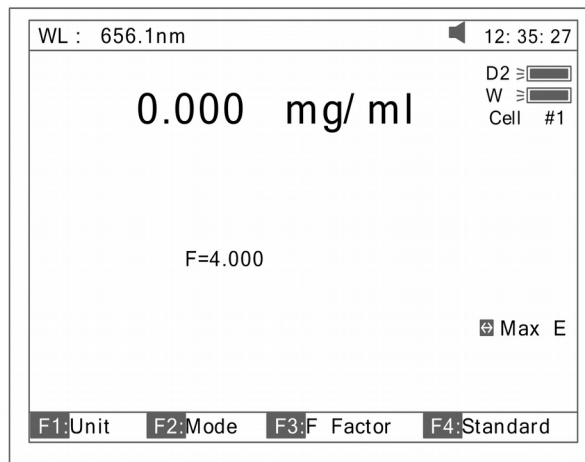 WL : 656.1nm 12: 35: 27
D2
0.000 mg/ ml
W
Cell #1
F=4.000
Max E
F1:Unit F2:Mode F3:F Factor F4:Standard